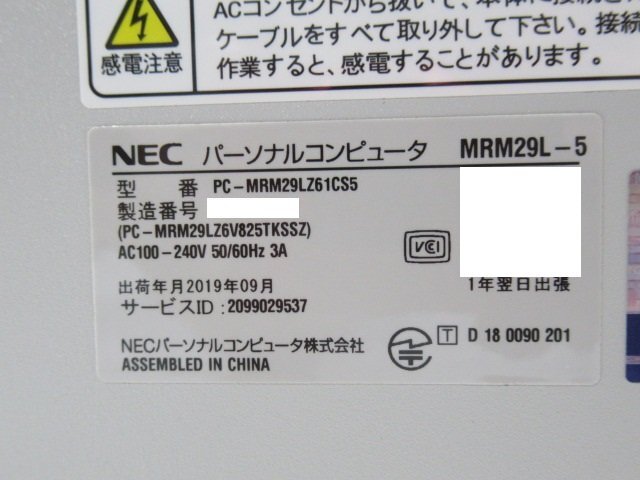 ACコンセントから抜いて、本体に接続
ケーブルをすべて取り外して下さい。接続
作業すると、感電することがあります。
感電注意
NEC パーソナルコンピュータ MRM29L-5
型 番 PC-MRM29LZ61CS5
製造番号
(PC-MRM29LZ6V825TKSSZ)
AC100-240V 50/60Hz 3A
VCCI
出荷年月2019年09月 1年翌日出張
サービスID:2099029537
NECパーソナルコンピュータ株式会社
T D 18 0090 201
ASSEMBLED IN CHINA